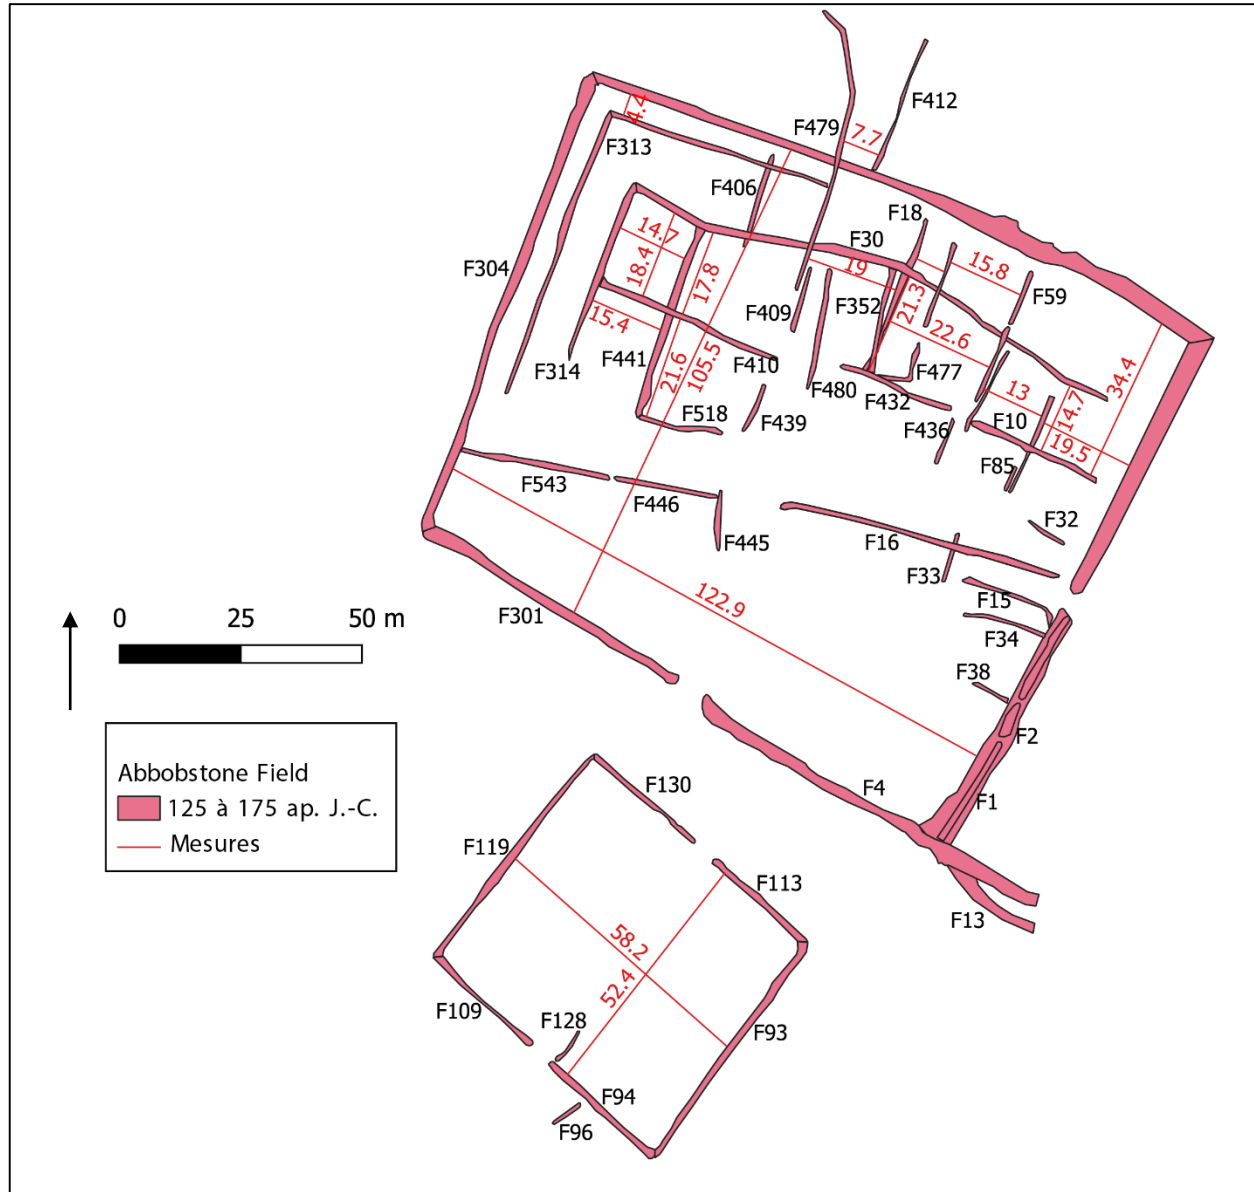 F479
F412
7.7
4.4
F313
F406
F18
F30
14.7
18.4
17.8
19
15.8
F304
F59
F409
F352
21.3
22.6
15.4
F314
F441
21.6
105.5
F410
F480
F477
F432
34.4
13
14.7
F518
F439
F436
F10
19.5
F85
F543
F446
F445
F16
F32
F33
122.9
F15
F34
F301
F38
F2
F1
F4
F13
0 25 50 m
Abbobstone Field
125 à 175 ap. J.-C.
Mesures
F130
F119
F113
58.2
52.4
F109
F128
F93
F94
F96